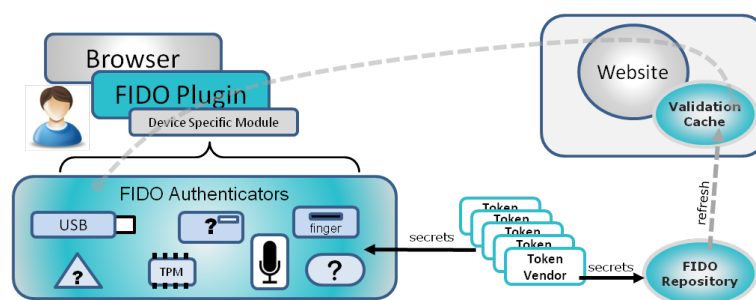 Browser
FIDO Plugin
Device Specific Module
Website
Validation
Cache
FIDO Authenticators
USB
?
finger
?
TPM
?
secrets
Token
Token
Token
Token
Token
Vendor
secrets
refresh
FIDO
Repository